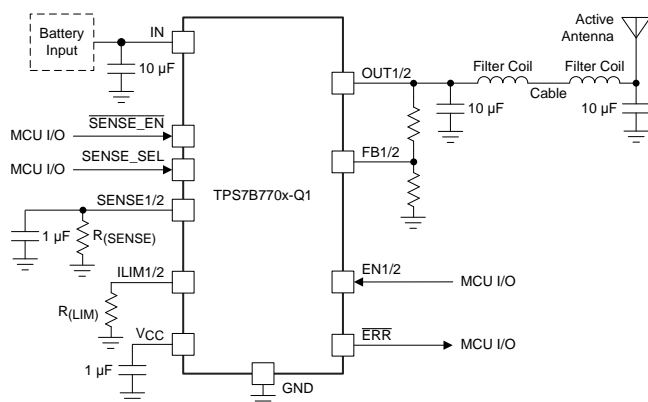 Battery
Input
IN
10 µF
MCU I/O
SENSE_EN
MCU I/O
SENSE_SEL
SENSE1/2
1 µF
R(SENSE)
ILIM1/2
R(LIM)
VCC
1 µF
TPS7B770x-Q1
GND
OUT1/2
10 µF
Filter Coil
Cable
Filter Coil
Active
Antenna
10 µF
FB1/2
EN1/2
MCU I/O
ERR
MCU I/O